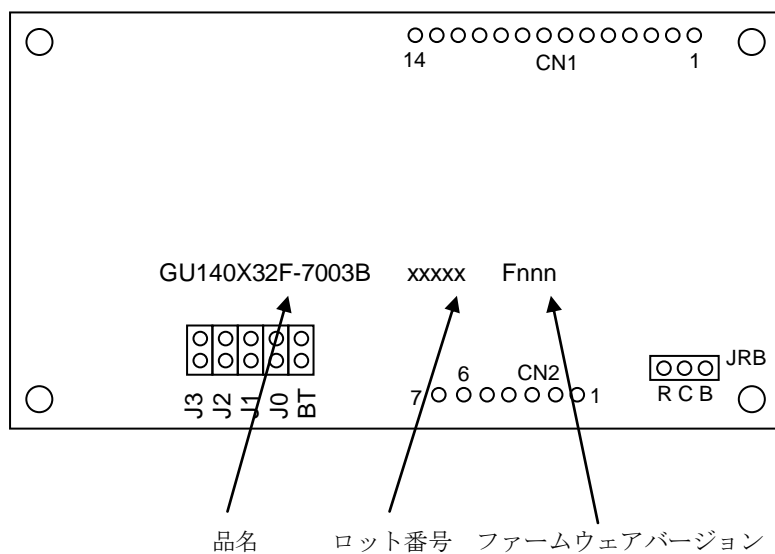 14 CN1 1
GU140X32F-7003B xxxxx Fnnn
J3 J2 J1 J0 BT
6 CN2
7 1
JRB
R C B
品名 ロット番号 ファームウェアバージョン